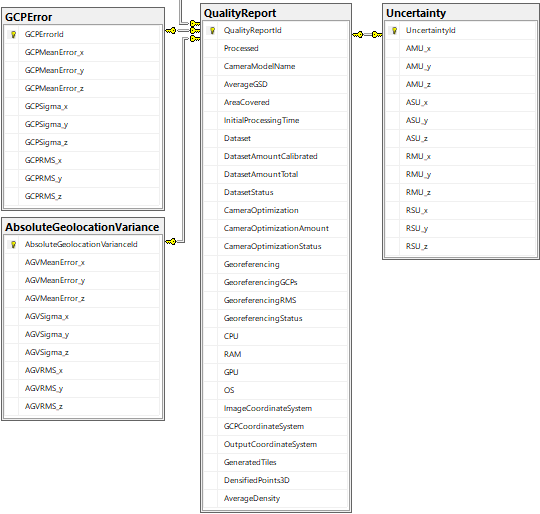 GCPError
GCPErrorId
GCPMeanError_x
GCPMeanError_y
GCPMeanError_z
GCPSigma_x
GCPSigma_y
GCPSigma_z
GCPRMS_x
GCPRMS_y
GCPRMS_z
AbsoluteGeolocationVariance
AbsoluteGeolocationVarianceId
AGVMeanError_x
AGVMeanError_y
AGVMeanError_z
AGVSigma_x
AGVSigma_y
AGVSigma_z
AGVRMS_x
AGVRMS_y
AGVRMS_z
QualityReport
QualityReportId
Processed
CameraModelName
AverageGSD
AreaCovered
InitialProcessingTime
Dataset
DatasetAmountCalibrated
DatasetAmountTotal
DatasetStatus
CameraOptimization
CameraOptimizationAmount
CameraOptimizationStatus
Georeferencing
GeoreferencingGCPs
GeoreferencingRMS
GeoreferencingStatus
CPU
RAM
GPU
OS
ImageCoordinateSystem
GCPCoordinateSystem
OutputCoordinateSystem
GeneratedTiles
DensifiedPoints3D
AverageDensity
Uncertainty
UncertaintyId
AMU_x
AMU_y
AMU_z
ASU_x
ASU_y
ASU_z
RMU_x
RMU_y
RMU_z
RSU_x
RSU_y
RSU_z